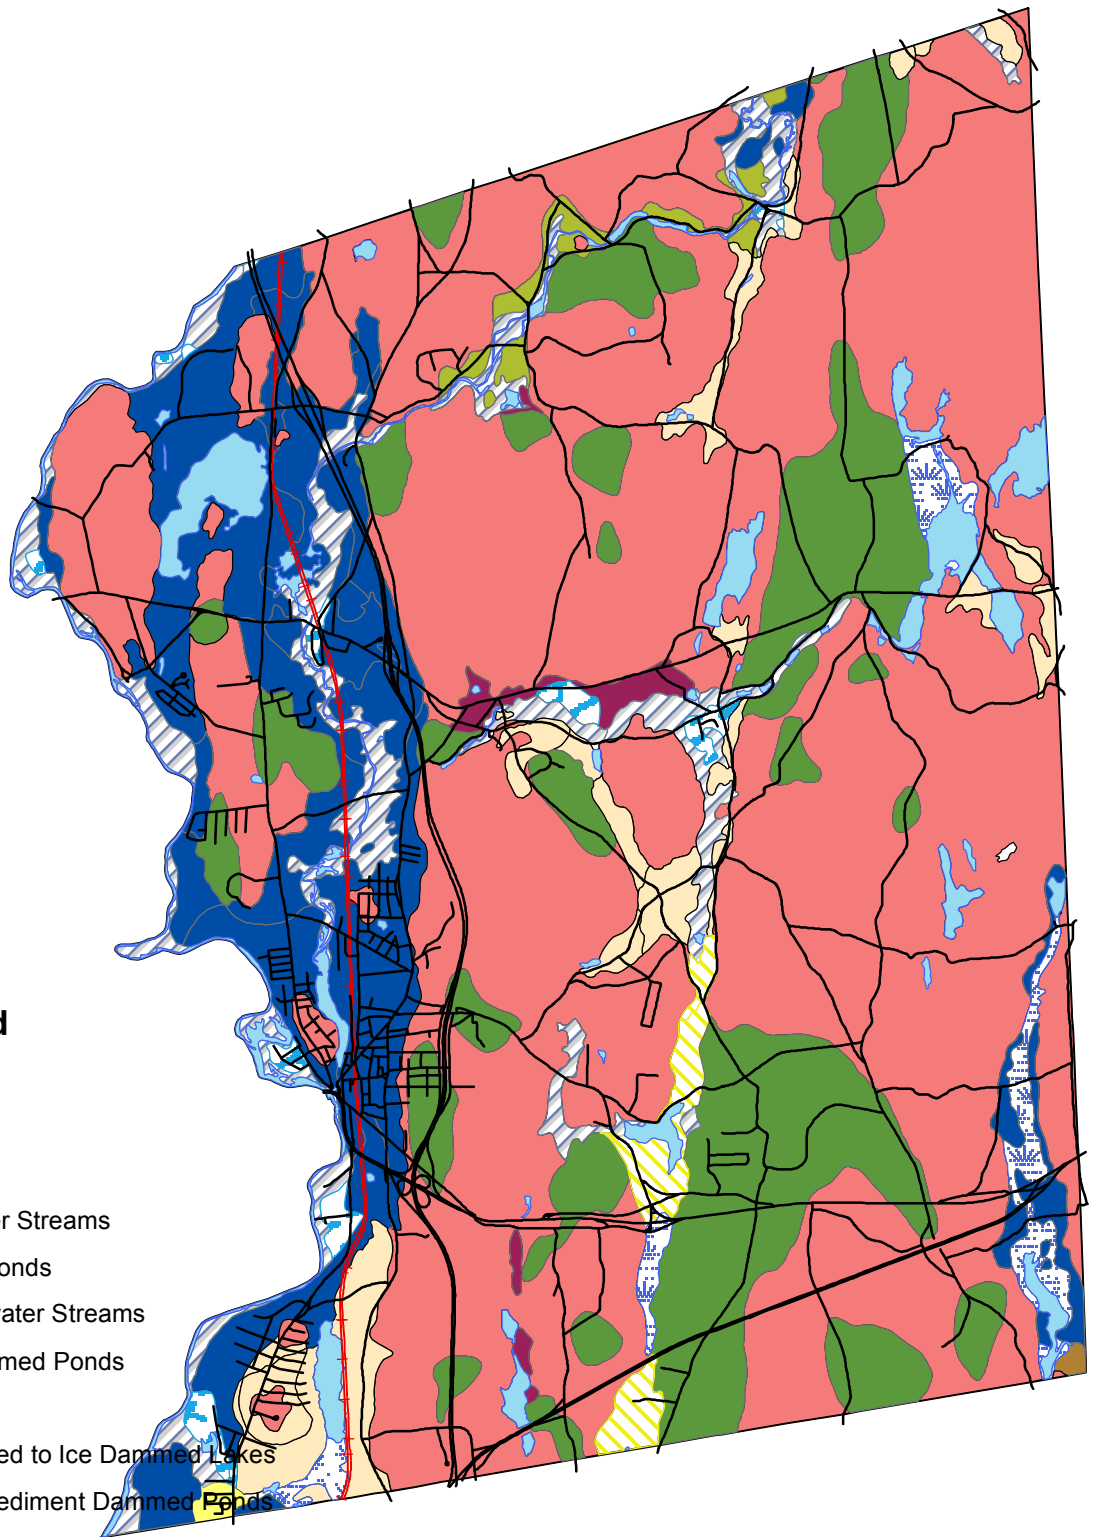 d
r Streams
onds
ater Streams
med Ponds
ed to Ice Dammed Lakes
ediment Dammed Ponds